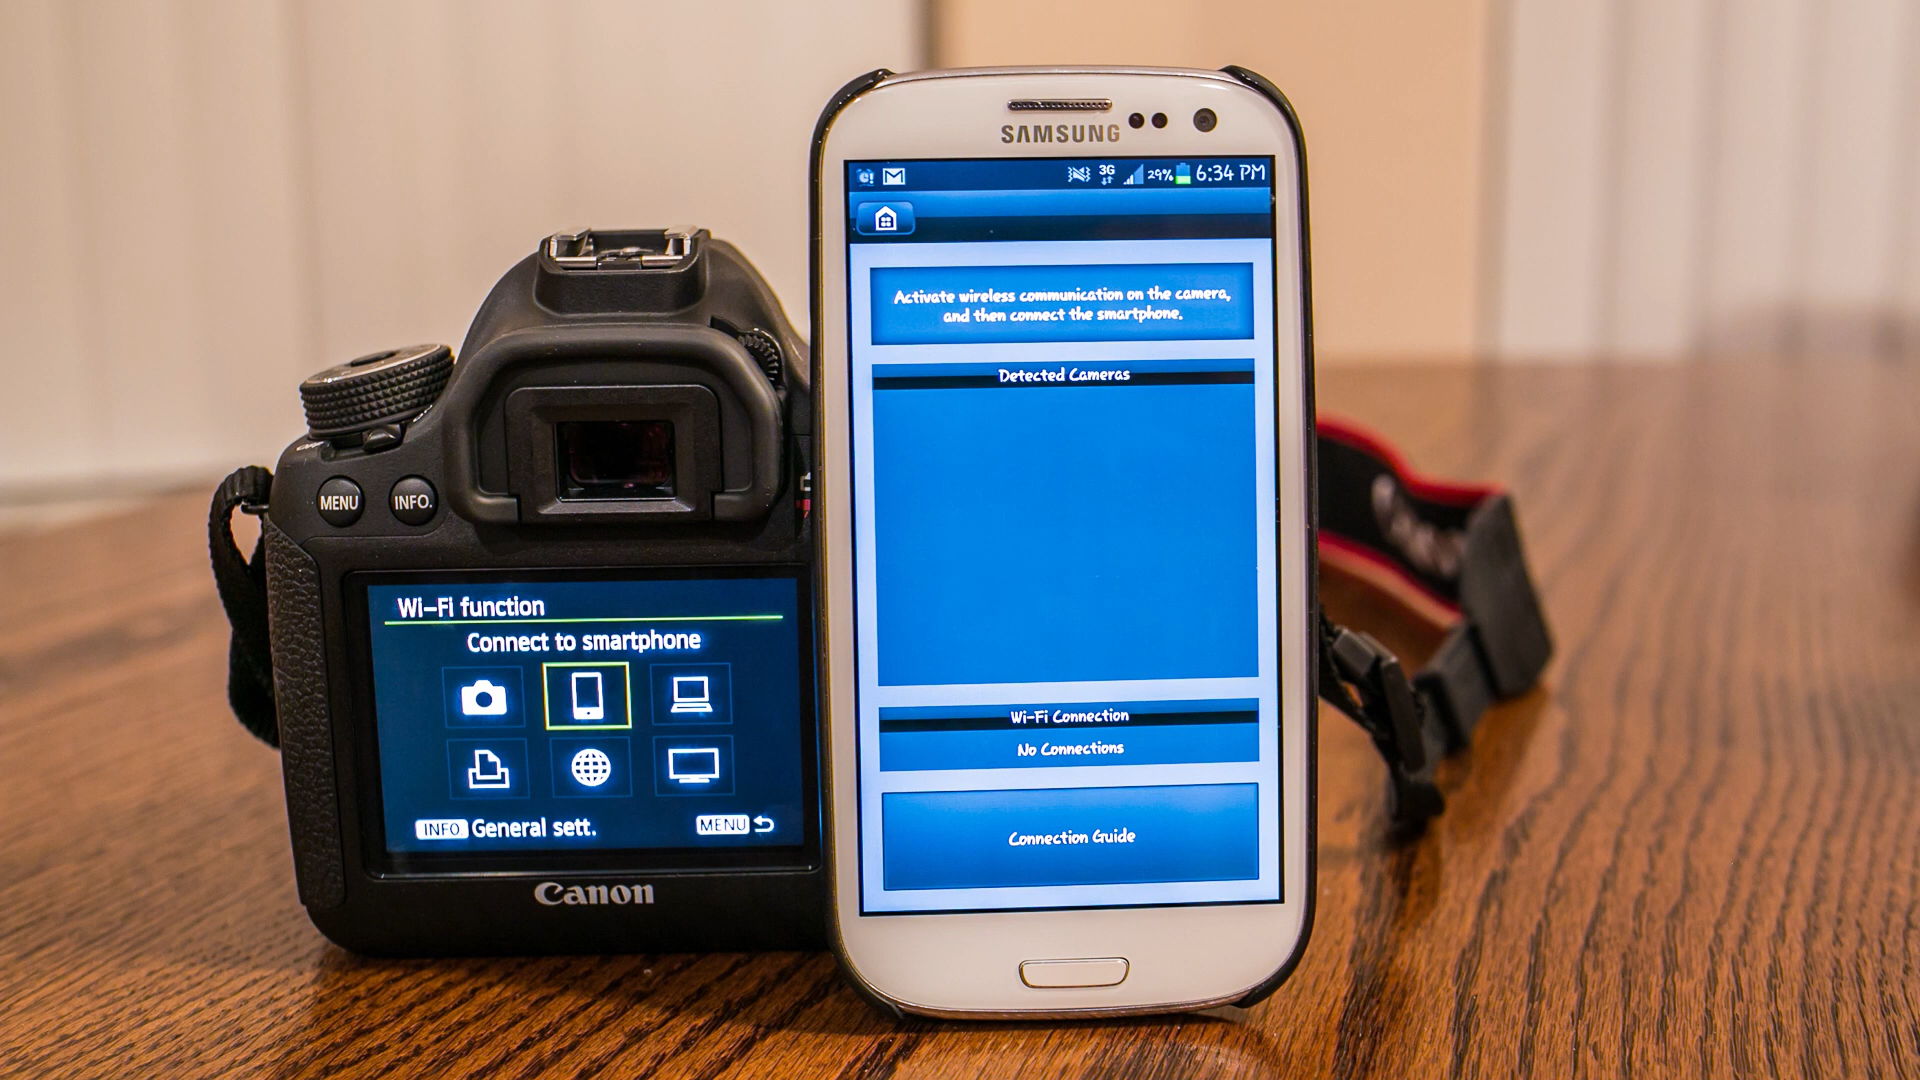 MENU
INFO.
Wi-Fi function
Connect to smartphone
INFO General sett.
MENU
Canon
SAMSUNG
3G 29% 6:34 PM
Activate wireless communication on the camera,
and then connect the smartphone.
Detected Cameras
Wi-Fi Connection
No Connections
Connection Guide